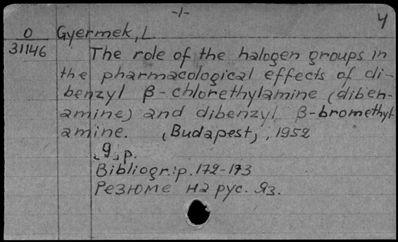 -1-
4
0
31146
Gyermek, L.
The role of the halogen groups in
the pharmacological effects of di-
benzyl β-chlorethylamine (diben-
amine) and dibenzyl β-bromethyl-
amine. (Budapest), 1952
[9] p.
Bibliogr.: p. 172-173
Резюме на рус. яз.